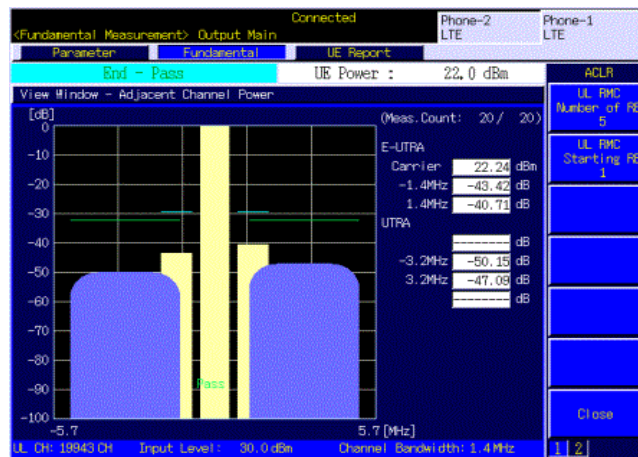 Connected
<Fundamental Measurement> Output Main
Phone-2
LTE
Phone-1
LTE
Parameter
Fundamental
UE Report
End - Pass
UE Power :
22.0 dBm
ACLR
View Window - Adjacent Channel Power
UL RMC
Number of RB
5
UL RMC
Starting RB
1
Close
1 2
[dB]
0
-10
-20
-30
-40
-50
-60
-70
-80
-90
-100
Pass
-5.7
5.7[MHz]
(Meas.Count: 20/ 20)
E-UTRA
Carrier 22.24 dBm
-1.4MHz -43.42 dB
1.4MHz -40.71 dB
UTRA
------- dB
-3.2MHz -50.15 dB
3.2MHz -47.09 dB
------- dB
UL CH: 19943 CH Input Level: 30.0 dBm Channel Bandwidth: 1.4 MHz